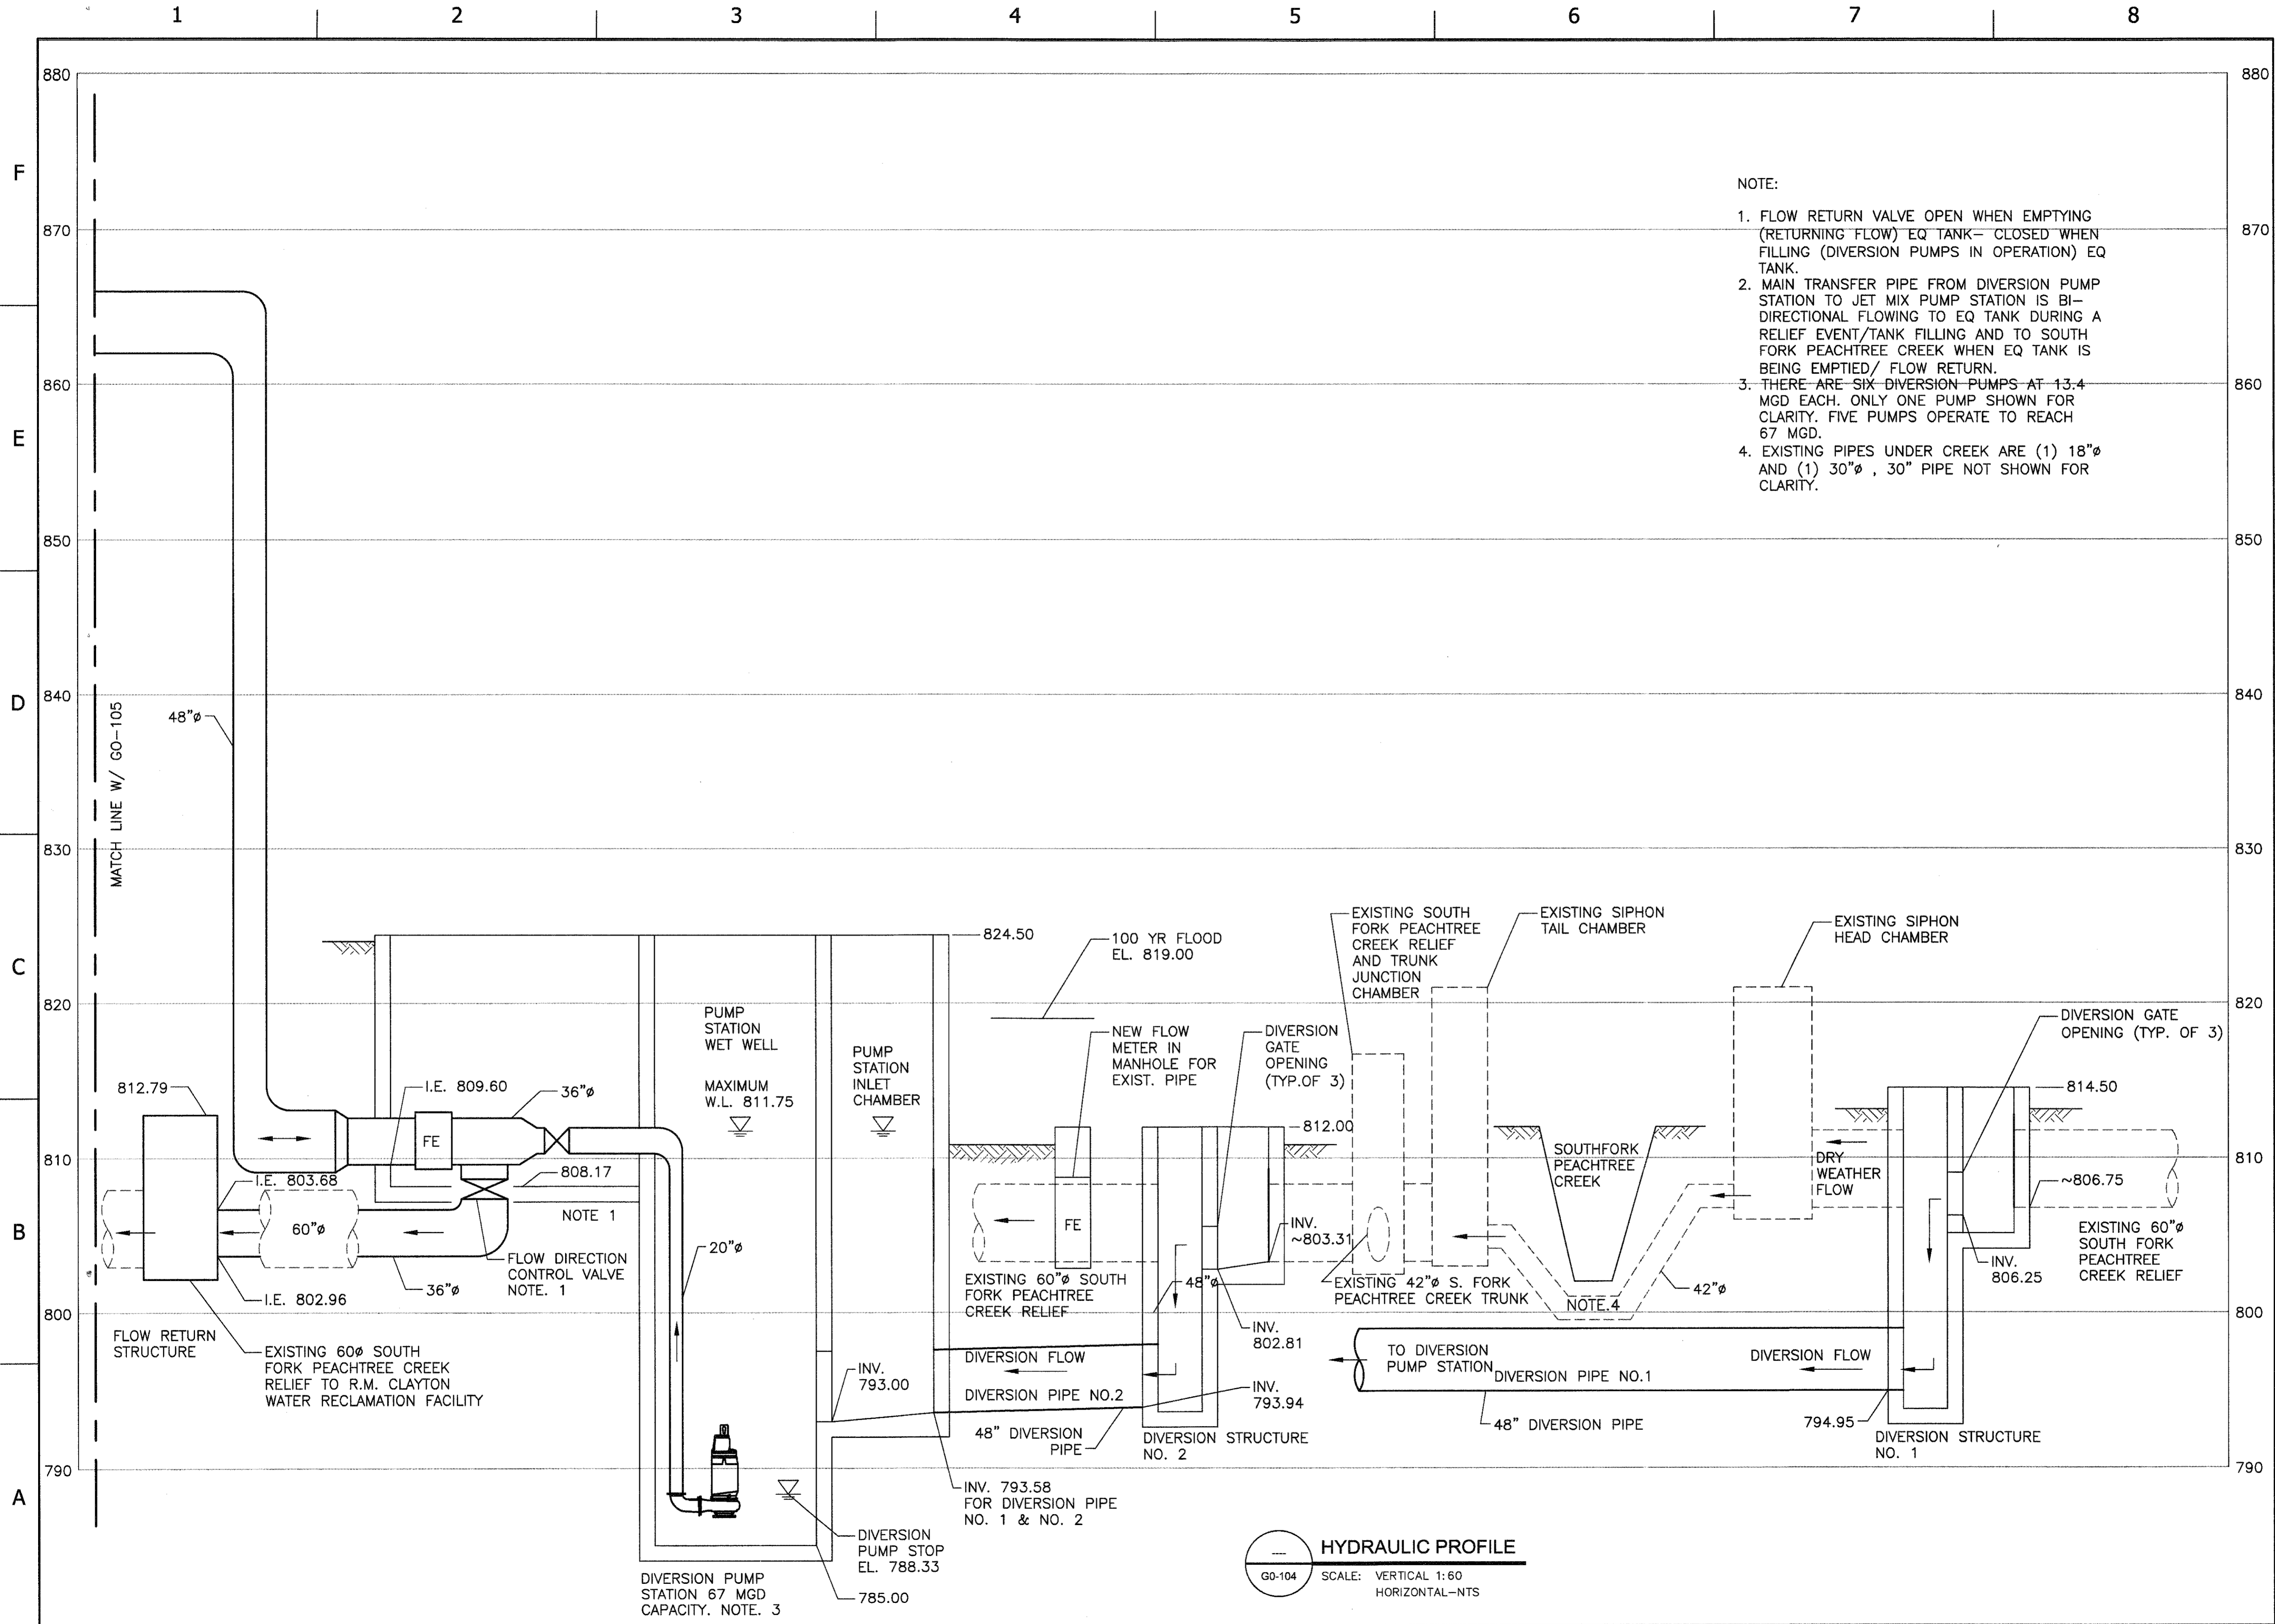 1
2
3
4
5
6
7
8
F
E
D
C
B
A
880
870
860
850
840
830
820
810
800
790
880
870
860
850
840
830
820
810
800
790
NOTE:
1. FLOW RETURN VALVE OPEN WHEN EMPTYING
(RETURNING FLOW) EQ TANK– CLOSED WHEN
FILLING (DIVERSION PUMPS IN OPERATION) EQ
TANK.
2. MAIN TRANSFER PIPE FROM DIVERSION PUMP
STATION TO JET MIX PUMP STATION IS BI–
DIRECTIONAL FLOWING TO EQ TANK DURING A
RELIEF EVENT/TANK FILLING AND TO SOUTH
FORK PEACHTREE CREEK WHEN EQ TANK IS
BEING EMPTIED/ FLOW RETURN.
3. THERE ARE SIX DIVERSION PUMPS AT 13.4
MGD EACH. ONLY ONE PUMP SHOWN FOR
CLARITY. FIVE PUMPS OPERATE TO REACH
67 MGD.
4. EXISTING PIPES UNDER CREEK ARE (1) 18"ø
AND (1) 30"ø , 30" PIPE NOT SHOWN FOR
CLARITY.
MATCH LINE W/ GO–105
48"ø
812.79
I.E. 809.60
36"ø
FE
808.17
NOTE 1
I.E. 803.68
60"ø
36"ø
I.E. 802.96
FLOW DIRECTION
CONTROL VALVE
NOTE. 1
FLOW RETURN
STRUCTURE
EXISTING 60ø SOUTH
FORK PEACHTREE CREEK
RELIEF TO R.M. CLAYTON
WATER RECLAMATION FACILITY
PUMP
STATION
WET WELL
MAXIMUM
W.L. 811.75
20"ø
PUMP
STATION
INLET
CHAMBER
824.50
INV.
793.00
DIVERSION
PUMP STOP
EL. 788.33
785.00
DIVERSION PUMP
STATION 67 MGD
CAPACITY. NOTE. 3
100 YR FLOOD
EL. 819.00
NEW FLOW
METER IN
MANHOLE FOR
EXIST. PIPE
DIVERSION
GATE
OPENING
(TYP.OF 3)
812.00
FE
EXISTING 60"ø SOUTH
FORK PEACHTREE
CREEK RELIEF
48"ø
INV.
~803.31
INV.
802.81
DIVERSION FLOW
DIVERSION PIPE NO.2
INV.
793.94
48" DIVERSION
PIPE
DIVERSION STRUCTURE
NO. 2
INV. 793.58
FOR DIVERSION PIPE
NO. 1 & NO. 2
EXISTING SOUTH
FORK PEACHTREE
CREEK RELIEF
AND TRUNK
JUNCTION
CHAMBER
EXISTING SIPHON
TAIL CHAMBER
EXISTING SIPHON
HEAD CHAMBER
EXISTING 42"ø S. FORK
PEACHTREE CREEK TRUNK
SOUTHFORK
PEACHTREE
CREEK
NOTE.4
42"ø
DRY
WEATHER
FLOW
DIVERSION GATE
OPENING (TYP. OF 3)
814.50
~806.75
INV.
806.25
EXISTING 60"ø
SOUTH FORK
PEACHTREE
CREEK RELIEF
TO DIVERSION
PUMP STATION
DIVERSION PIPE NO.1
DIVERSION FLOW
48" DIVERSION PIPE
794.95
DIVERSION STRUCTURE
NO. 1
G0-104
HYDRAULIC PROFILE
SCALE: VERTICAL 1:60
HORIZONTAL–NTS